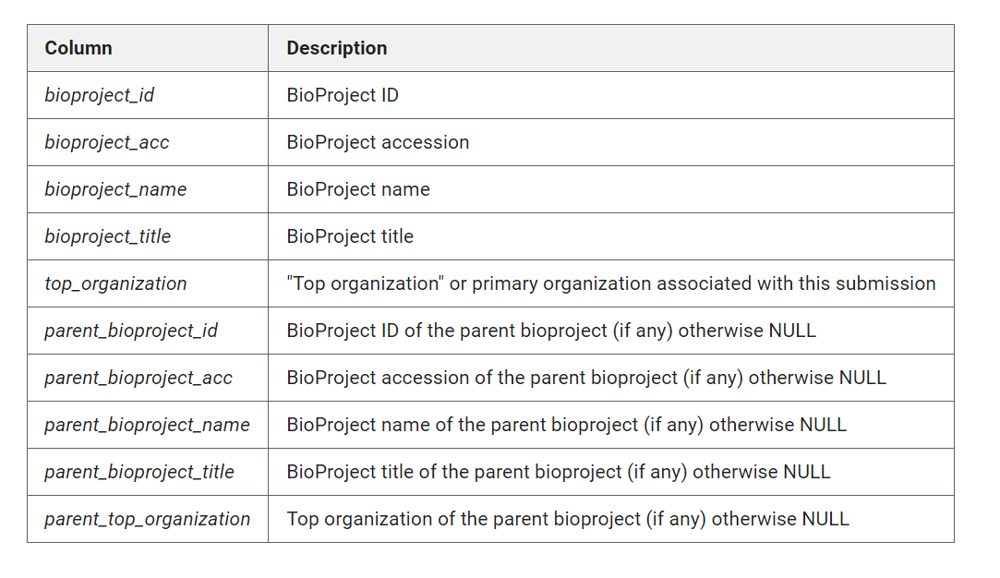 Column Description
bioproject_id BioProject ID
bioproject_acc BioProject accession
bioproject_name BioProject name
bioproject_title BioProject title
top_organization "Top organization" or primary organization associated with this submission
parent_bioproject_id BioProject ID of the parent bioproject (if any) otherwise NULL
parent_bioproject_acc BioProject accession of the parent bioproject (if any) otherwise NULL
parent_bioproject_name BioProject name of the parent bioproject (if any) otherwise NULL
parent_bioproject_title BioProject title of the parent bioproject (if any) otherwise NULL
parent_top_organization Top organization of the parent bioproject (if any) otherwise NULL